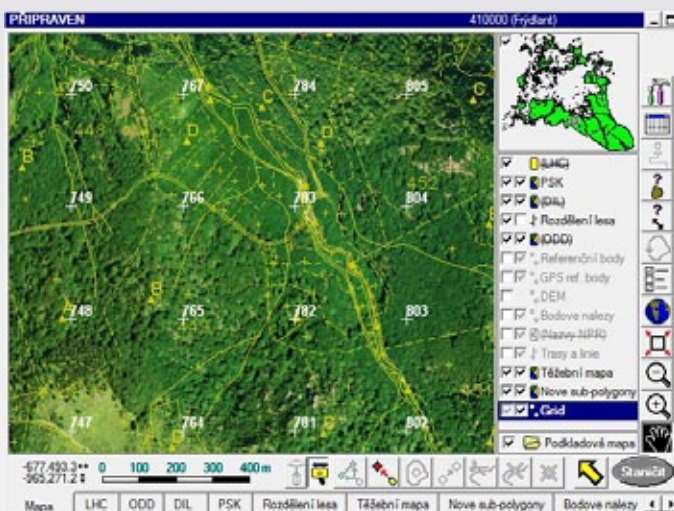 PŘIPRAVEN 410000 (Frýdlant)
750 767 784 805
C G
448 D D
B
749 766 783 804
A B
748 765 782 803
747 764 781 802
(LHC)
PSK
(DIL)
Rozdělení lesa
(ODD)
Referenční body
GPS ref. body
DEM
Bodove nalezy
(Nazvy NPR)
Trasy a linie
Těžební mapa
Nove sub-polygony
Grid
Podkladová mapa
-677.493.3
-965.271.2
0 100 200 300 400 m
Staničit
Mapa LHC ODD DIL PSK Rozdělení lesa Těžební mapa Nove sub-polygony Bodove nalezy